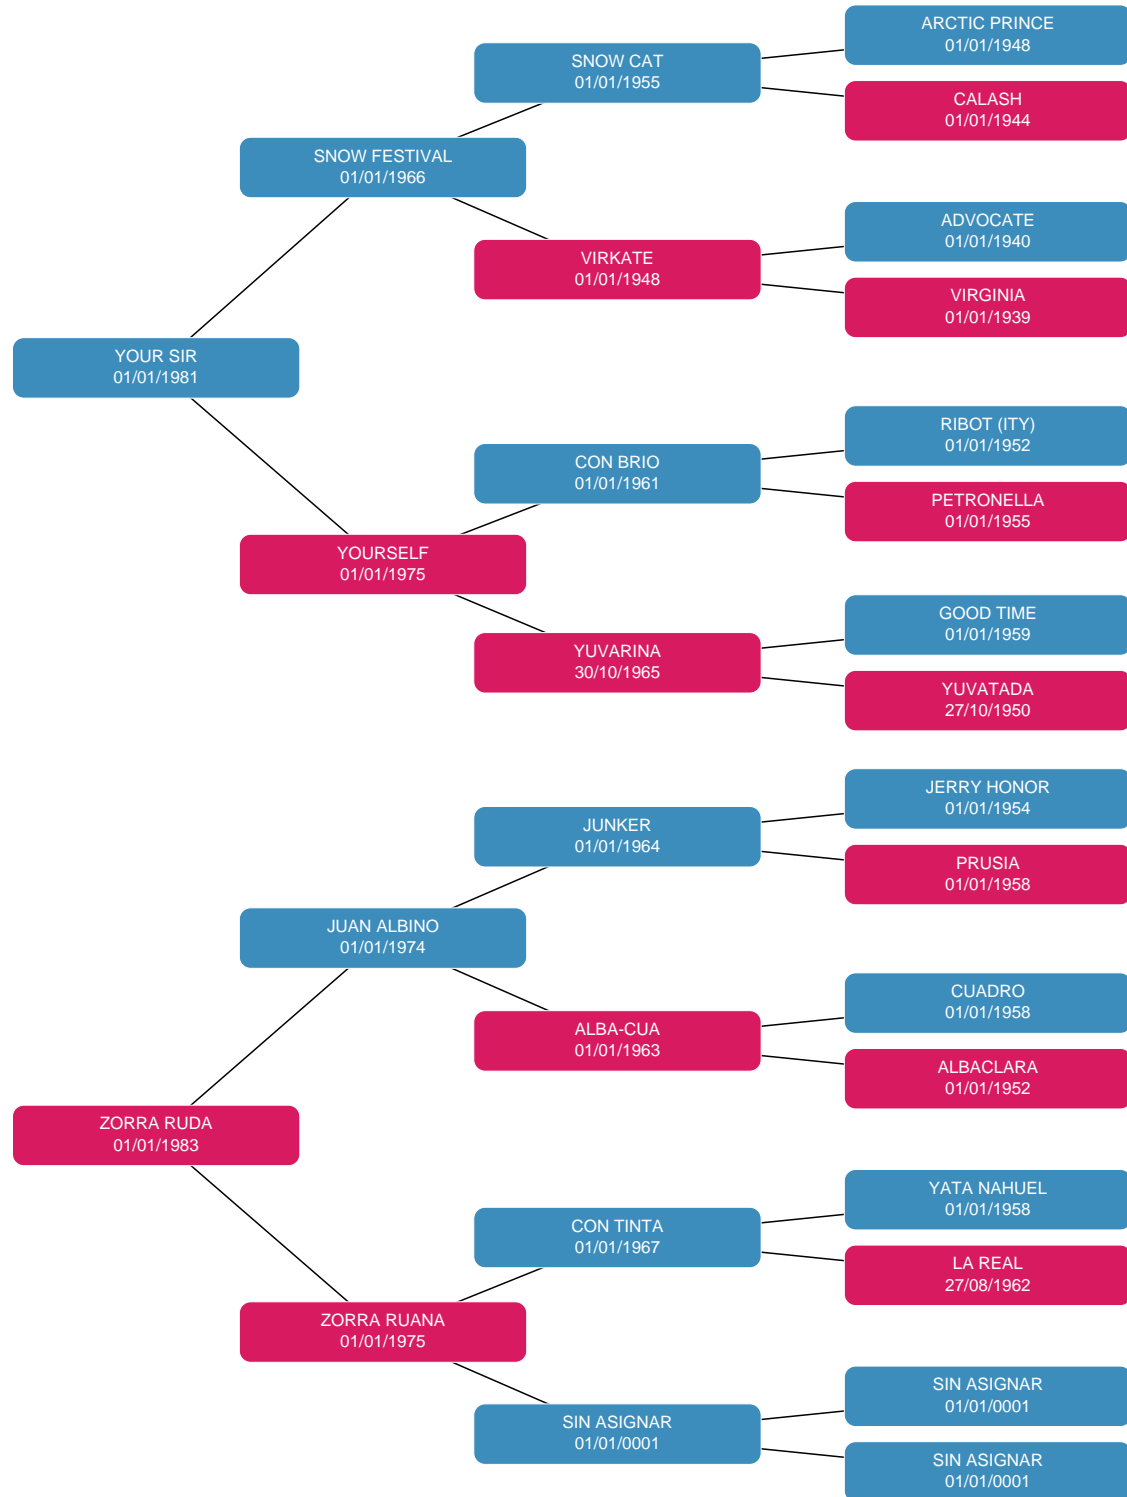 ARCTIC PRINCE
01/01/1948
SNOW CAT
01/01/1955
CALASH
01/01/1944
SNOW FESTIVAL
01/01/1966
ADVOCATE
01/01/1940
VIRKATE
01/01/1948
VIRGINIA
01/01/1939
YOUR SIR
01/01/1981
RIBOT (ITY)
01/01/1952
CON BRIO
01/01/1961
PETRONELLA
01/01/1955
YOURSELF
01/01/1975
GOOD TIME
01/01/1959
YUVARINA
30/10/1965
YUVATADA
27/10/1950
JERRY HONOR
01/01/1954
JUNKER
01/01/1964
PRUSIA
01/01/1958
JUAN ALBINO
01/01/1974
CUADRO
01/01/1958
ALBA-CUA
01/01/1963
ALBACLARA
01/01/1952
ZORRA RUDA
01/01/1983
YATA NAHUEL
01/01/1958
CON TINTA
01/01/1967
LA REAL
27/08/1962
ZORRA RUANA
01/01/1975
SIN ASIGNAR
01/01/0001
SIN ASIGNAR
01/01/0001
SIN ASIGNAR
01/01/0001